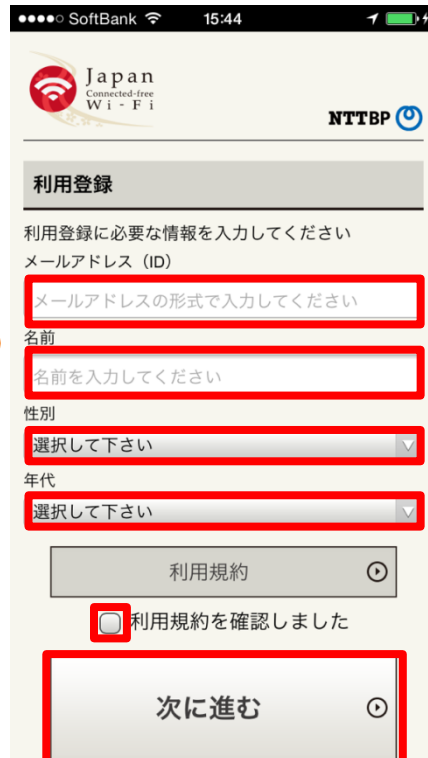 SoftBank 15:44
Japan
Connected-free
Wi-Fi
NTTBP
利用登録
利用登録に必要な情報を入力してください
メールアドレス（ID）
メールアドレスの形式で入力してください
名前
名前を入力してください
性別
選択して下さい
年代
選択して下さい
利用規約
利用規約を確認しました
次に進む